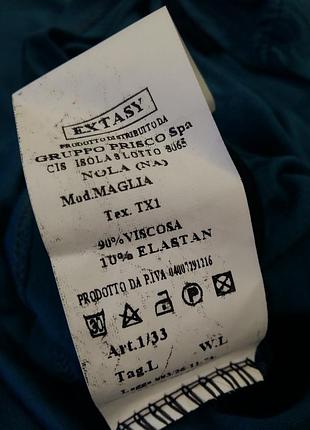 EXTASY
PRODOTTO DISTRIBUITO DA
GRUPPO PRISCO Spa
CIS ISOLA 8 LOTTO 8065
NOLA (NA)
Mod.MAGLIA
Tex. TX1
90% VISCOSA
10% ELASTAN
PRODOTTO DA P.IVA 04007291216
30 A
Art.1/33
Tag.L W.L